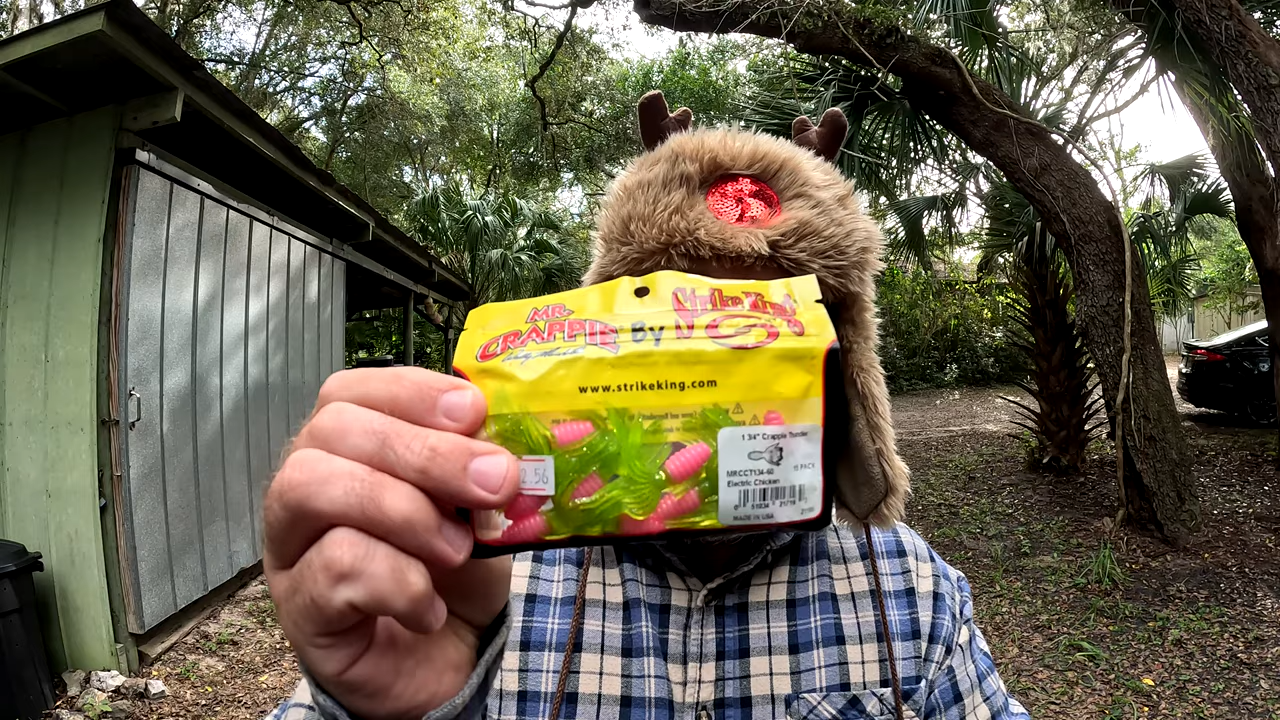 MR.
CRAPPIE By Strike King
www.strikeking.com
1 3/4" Crappie Thunder
MRCCT134-60 15 PACK
Electric Chicken
MADE IN USA
2.56